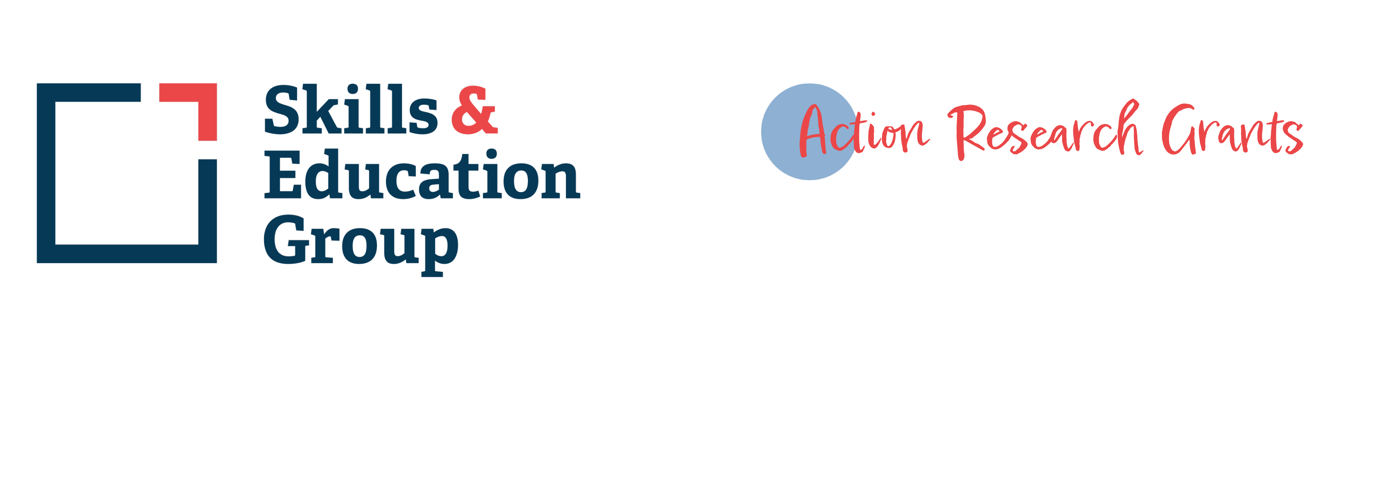 Skills &
Education
Group
Action Research Grants